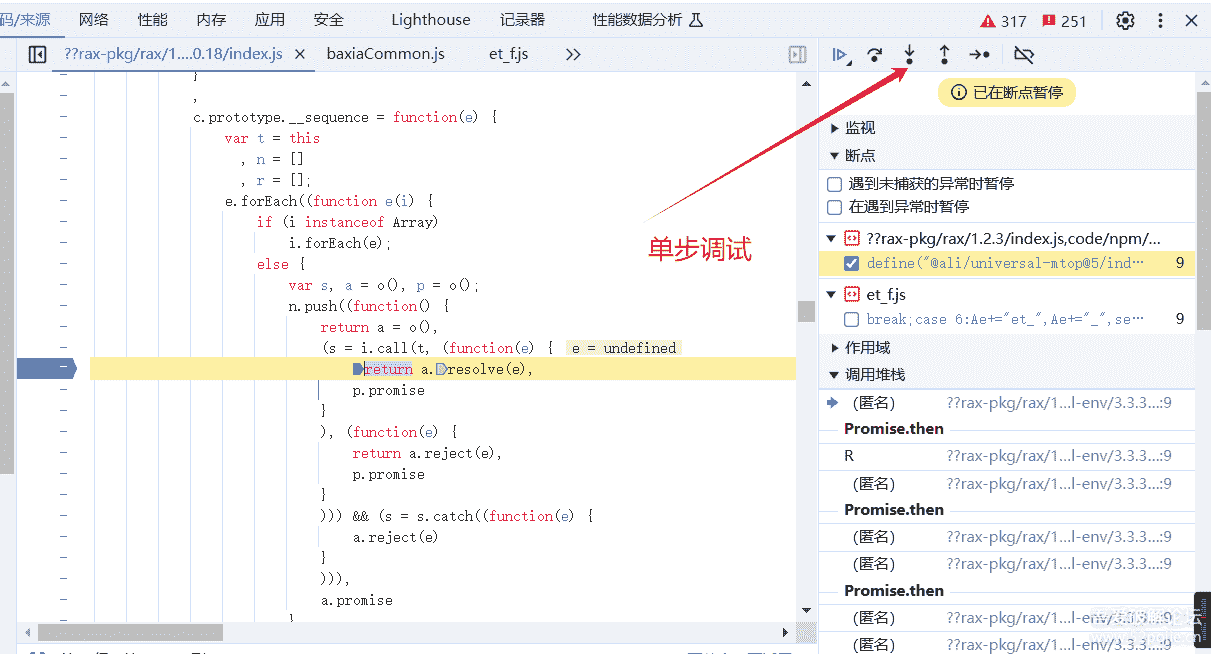 码/来源 网络 性能 内存 应用 安全 Lighthouse 记录器 性能数据分析 317 251
??rax-pkg/rax/1....0.18/index.js × baxiaCommon.js et_f.js >>
已在断点暂停
}
,
c.prototype.__sequence = function(e) {
var t = this
, n = []
, r = [];
e.forEach((function e(i) {
if (i instanceof Array)
i.forEach(e);
else {
var s, a = o(), p = o();
n.push((function() {
return a = o(),
(s = i.call(t, (function(e) { e = undefined
return a.resolve(e),
p.promise
}
), (function(e) {
return a.reject(e),
p.promise
}
))) && (s = s.catch((function(e) {
a.reject(e)
}
))),
a.promise
}
单步调试
监视
断点
遇到未捕获的异常时暂停
在遇到异常时暂停
??rax-pkg/rax/1.2.3/index.js,code/npm/...
define("@ali/universal-mtop@5/ind… 9
et_f.js
break;case 6:Ae+="et_",Ae+="_",se… 9
作用域
调用堆栈
(匿名) ??rax-pkg/rax/1...l-env/3.3.3...:9
Promise.then
R ??rax-pkg/rax/1...l-env/3.3.3...:9
(匿名) ??rax-pkg/rax/1...l-env/3.3.3...:9
Promise.then
(匿名) ??rax-pkg/rax/1...l-env/3.3.3...:9
(匿名) ??rax-pkg/rax/1...l-env/3.3.3...:9
Promise.then
(匿名) ??rax-pkg/rax/1...l-env/3.3.3...:9
(匿名) ??rax-pkg/rax/1...l-env/3.3.3...:9